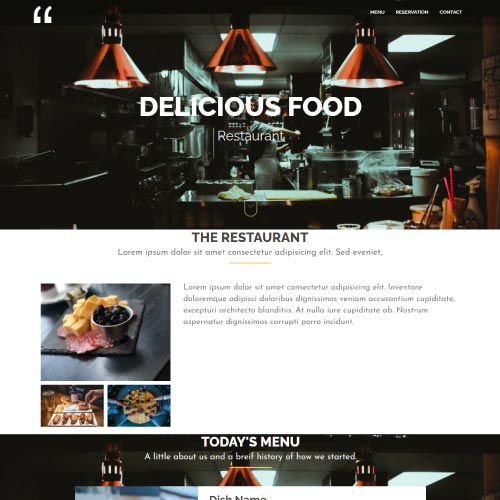 “
MENU RESERVATION CONTACT
DELICIOUS FOOD
Restaurant
THE RESTAURANT
Lorem ipsum dolor sit amet consectetur adipisicing elit. Sed eveniet,
Lorem ipsum dolor sit amet consectetur adipisicing elit. Inventore
doloremque adipisci doloribus dignissimos veniam accusantium cupiditate,
excepturi architecto blanditiis. At nulla iure cupiditate ab. Nostrum
aspernatur dignissimos corrupti porro incidunt.
TODAY'S MENU
A little about us and a breif history of how we started.
Dish Name